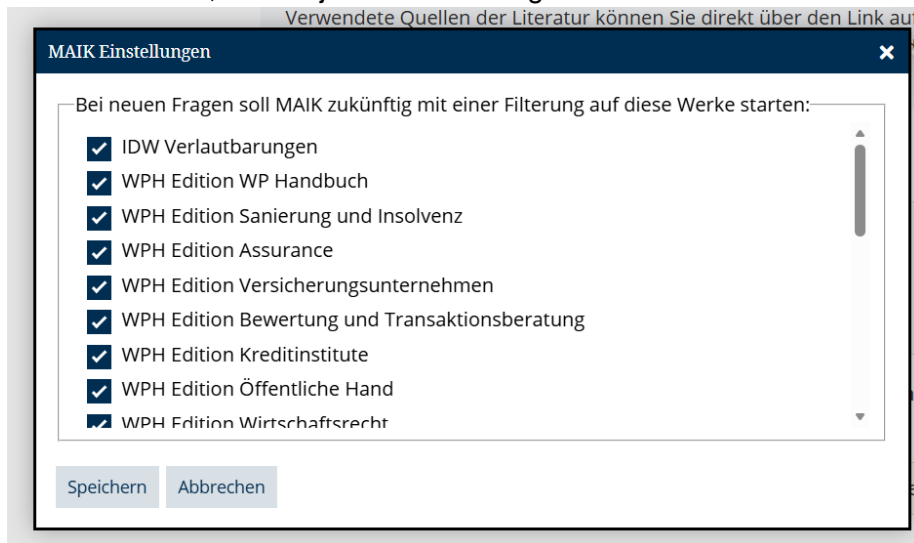 Verwendete Quellen der Literatur können Sie direkt über den Link au
MAIK Einstellungen
Bei neuen Fragen soll MAIK zukünftig mit einer Filterung auf diese Werke starten:
IDW Verlautbarungen
WPH Edition WP Handbuch
WPH Edition Sanierung und Insolvenz
WPH Edition Assurance
WPH Edition Versicherungsunternehmen
WPH Edition Bewertung und Transaktionsberatung
WPH Edition Kreditinstitute
WPH Edition Öffentliche Hand
WPH Edition Wirtschaftsrecht
Speichern Abbrechen